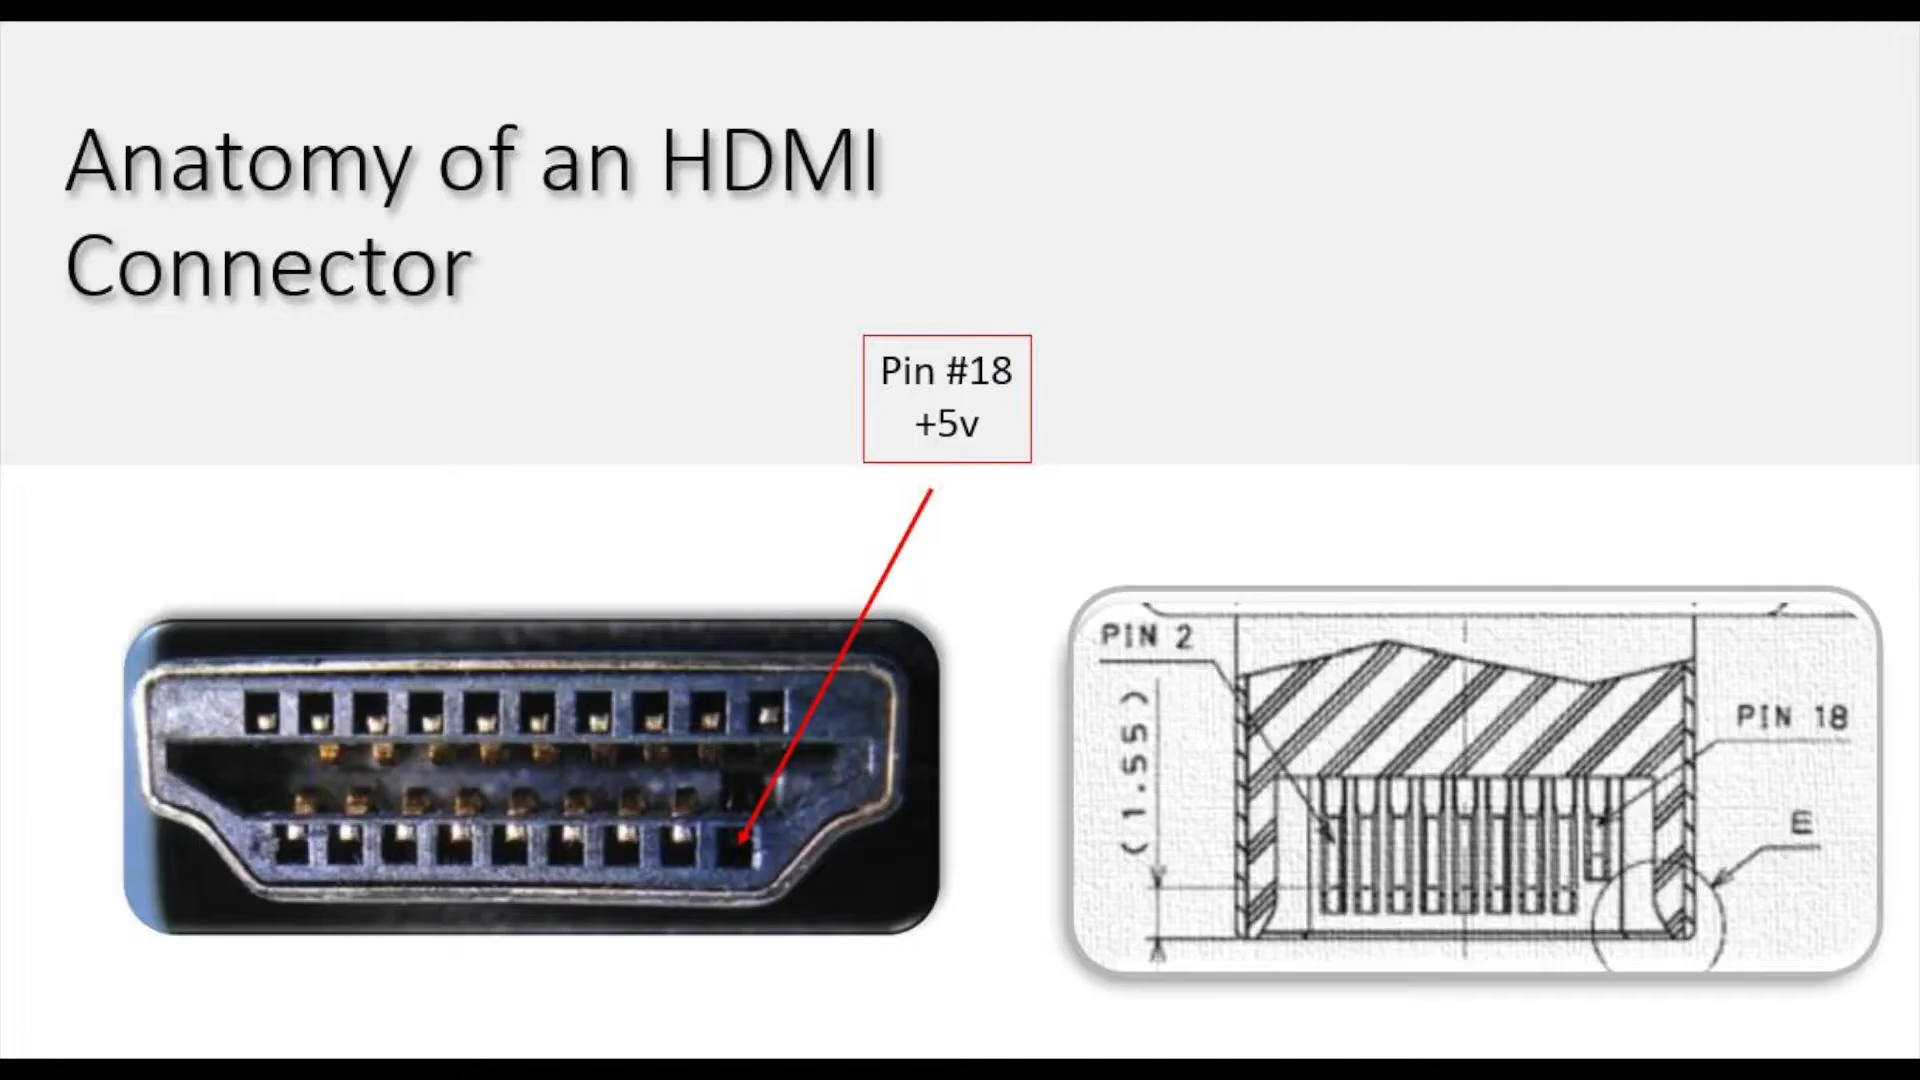 Anatomy of an HDMI
Connector
Pin #18
+5v
PIN 2
(1.55)
PIN 18
E